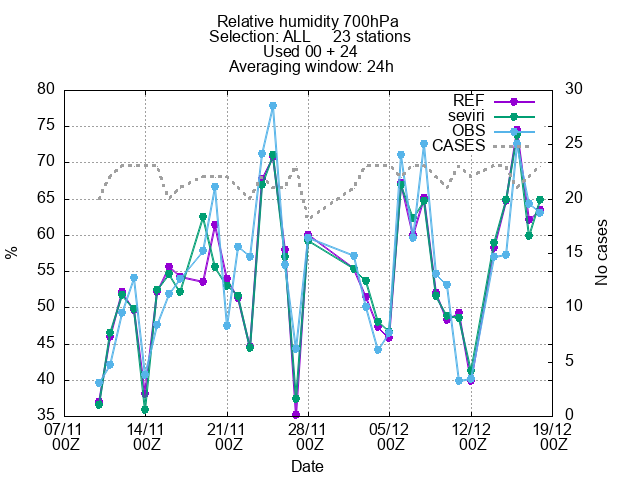 Relative humidity 700hPa
Selection: ALL 23 stations
Used 00 + 24
Averaging window: 24h
80
75
70
65
60
55
50
45
40
35
30
25
20
15
10
5
0
REF
seviri
OBS
CASES
%
No cases
07/11 14/11 21/11 28/11 05/12 12/12 19/12
00Z 00Z 00Z 00Z 00Z 00Z 00Z
Date